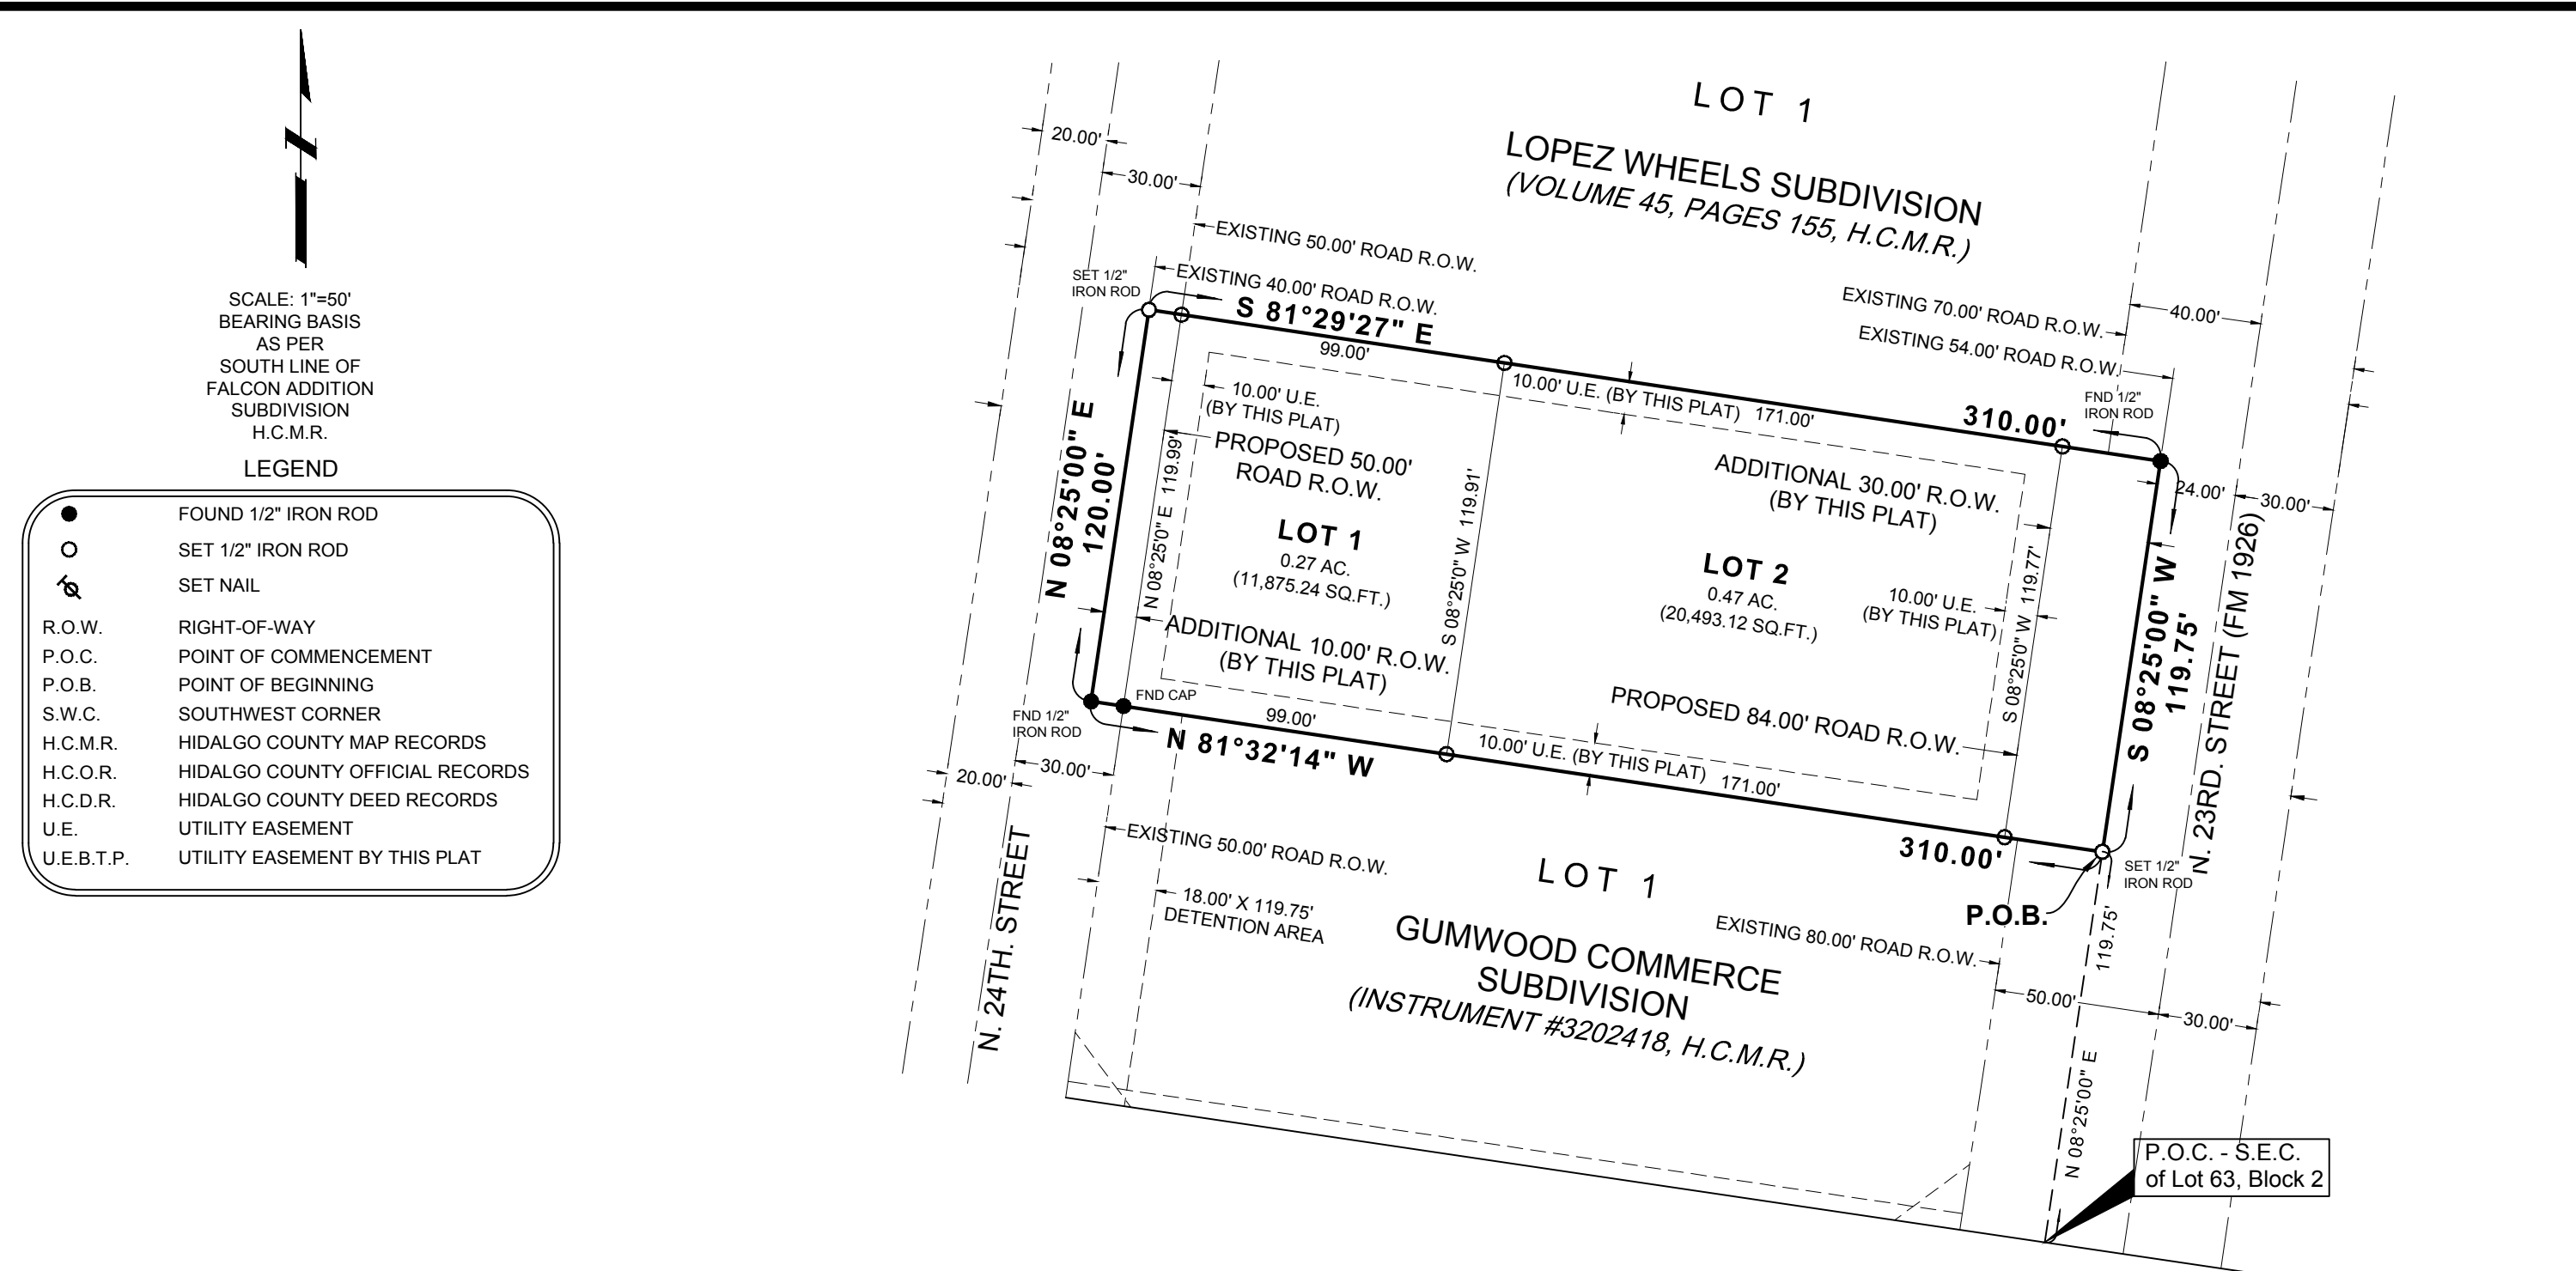 SCALE: 1"=50'
BEARING BASIS
AS PER
SOUTH LINE OF
FALCON ADDITION
SUBDIVISION
H.C.M.R.
LEGEND
FOUND 1/2" IRON ROD
SET 1/2" IRON ROD
SET NAIL
R.O.W. RIGHT-OF-WAY
P.O.C. POINT OF COMMENCEMENT
P.O.B. POINT OF BEGINNING
S.W.C. SOUTHWEST CORNER
H.C.M.R. HIDALGO COUNTY MAP RECORDS
H.C.O.R. HIDALGO COUNTY OFFICIAL RECORDS
H.C.D.R. HIDALGO COUNTY DEED RECORDS
U.E. UTILITY EASEMENT
U.E.B.T.P. UTILITY EASEMENT BY THIS PLAT
LOT 1
LOPEZ WHEELS SUBDIVISION
(VOLUME 45, PAGES 155, H.C.M.R.)
20.00'
30.00'
EXISTING 50.00' ROAD R.O.W.
EXISTING 40.00' ROAD R.O.W.
SET 1/2"
IRON ROD
S 81°29'27" E
99.00'
EXISTING 70.00' ROAD R.O.W.
40.00'
EXISTING 54.00' ROAD R.O.W.
FND 1/2"
IRON ROD
310.00'
10.00' U.E. (BY THIS PLAT)
171.00'
10.00' U.E.
(BY THIS PLAT)
PROPOSED 50.00'
ROAD R.O.W.
N 08°25'00" E
120.00'
N 08°25'0" E 119.99'
LOT 1
0.27 AC.
(11,875.24 SQ.FT.)
ADDITIONAL 10.00' R.O.W.
(BY THIS PLAT)
S 08°25'0" W 119.91'
ADDITIONAL 30.00' R.O.W.
(BY THIS PLAT)
LOT 2
0.47 AC.
(20,493.12 SQ.FT.)
10.00' U.E.
(BY THIS PLAT)
S 08°25'0" W 119.77'
24.00'
30.00'
S 08°25'00" W
119.75'
N. 23RD. STREET (FM 1926)
PROPOSED 84.00' ROAD R.O.W.
FND CAP
FND 1/2"
IRON ROD
99.00'
N 81°32'14" W
10.00' U.E. (BY THIS PLAT)
171.00'
310.00'
20.00'
30.00'
EXISTING 50.00' ROAD R.O.W.
18.00' X 119.75'
DETENTION AREA
N. 24TH. STREET
LOT 1
GUMWOOD COMMERCE
SUBDIVISION
(INSTRUMENT #3202418, H.C.M.R.)
EXISTING 80.00' ROAD R.O.W.
P.O.B.
SET 1/2"
IRON ROD
119.75'
50.00'
30.00'
N 08°25'00" E
P.O.C. - S.E.C.
of Lot 63, Block 2